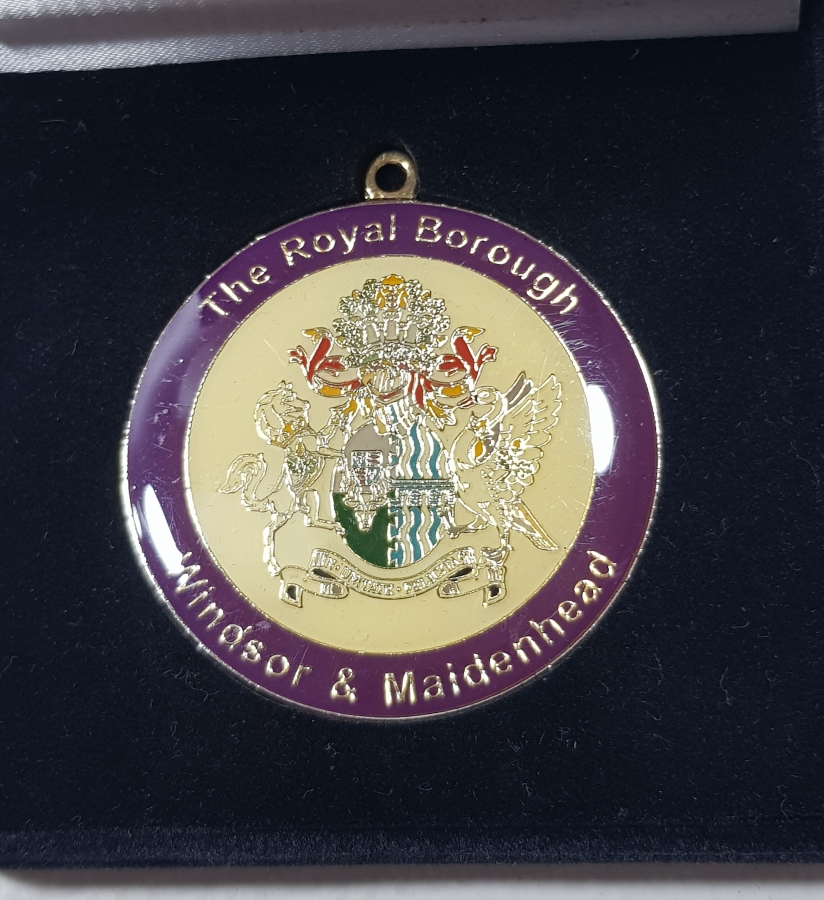 The Royal Borough
Windsor & Maidenhead